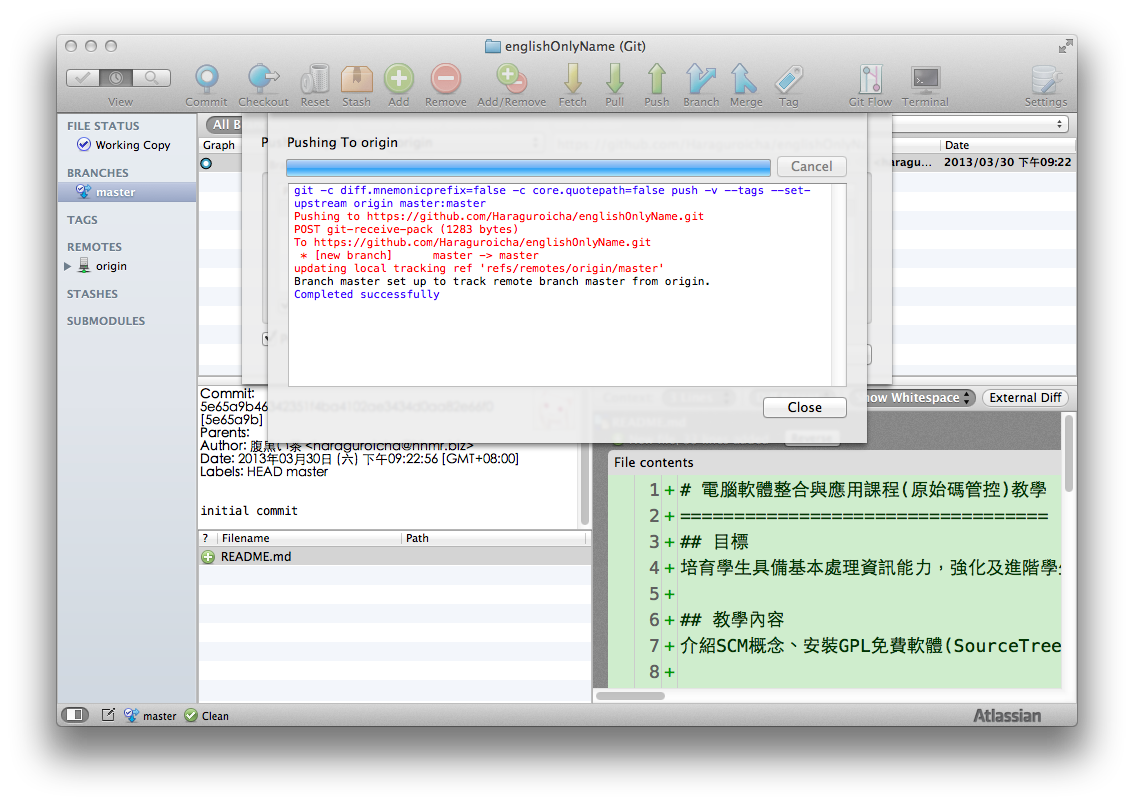 englishOnlyName (Git)
View
Commit
Checkout
Reset
Stash
Add
Remove
Add/Remove
Fetch
Pull
Push
Branch
Merge
Tag
Git Flow
Terminal
Settings
FILE STATUS
Working Copy
BRANCHES
master
TAGS
REMOTES
origin
STASHES
SUBMODULES
All B
Graph
Date
haragu... 2013/03/30 下午09:22
Pushing To origin
Cancel
git -c diff.mnemonicprefix=false -c core.quotepath=false push -v --tags --set-
upstream origin master:master
Pushing to https://github.com/Haraguroicha/englishOnlyName.git
POST git-receive-pack (1283 bytes)
To https://github.com/Haraguroicha/englishOnlyName.git
* [new branch] master -> master
updating local tracking ref 'refs/remotes/origin/master'
Branch master set up to track remote branch master from origin.
Completed successfully
Close
Commit:
[5e65a9b]
Parents:
Author: 腹黒い茶 <haraguroicha@hhmr.biz>
Date: 2013年03月30日 (六) 下午09:22:56 [GMT+08:00]
Labels: HEAD master
initial commit
? Filename Path
README.md
how Whitespace
External Diff
File contents
1 + # 電腦軟體整合與應用課程(原始碼管控)教學
2 + ==================================
3 + ## 目標
4 + 培育學生具備基本處理資訊能力，強化及進階學
5 +
6 + ## 教學內容
7 + 介紹SCM概念、安裝GPL免費軟體(SourceTree
8 +
master
Clean
Atlassian